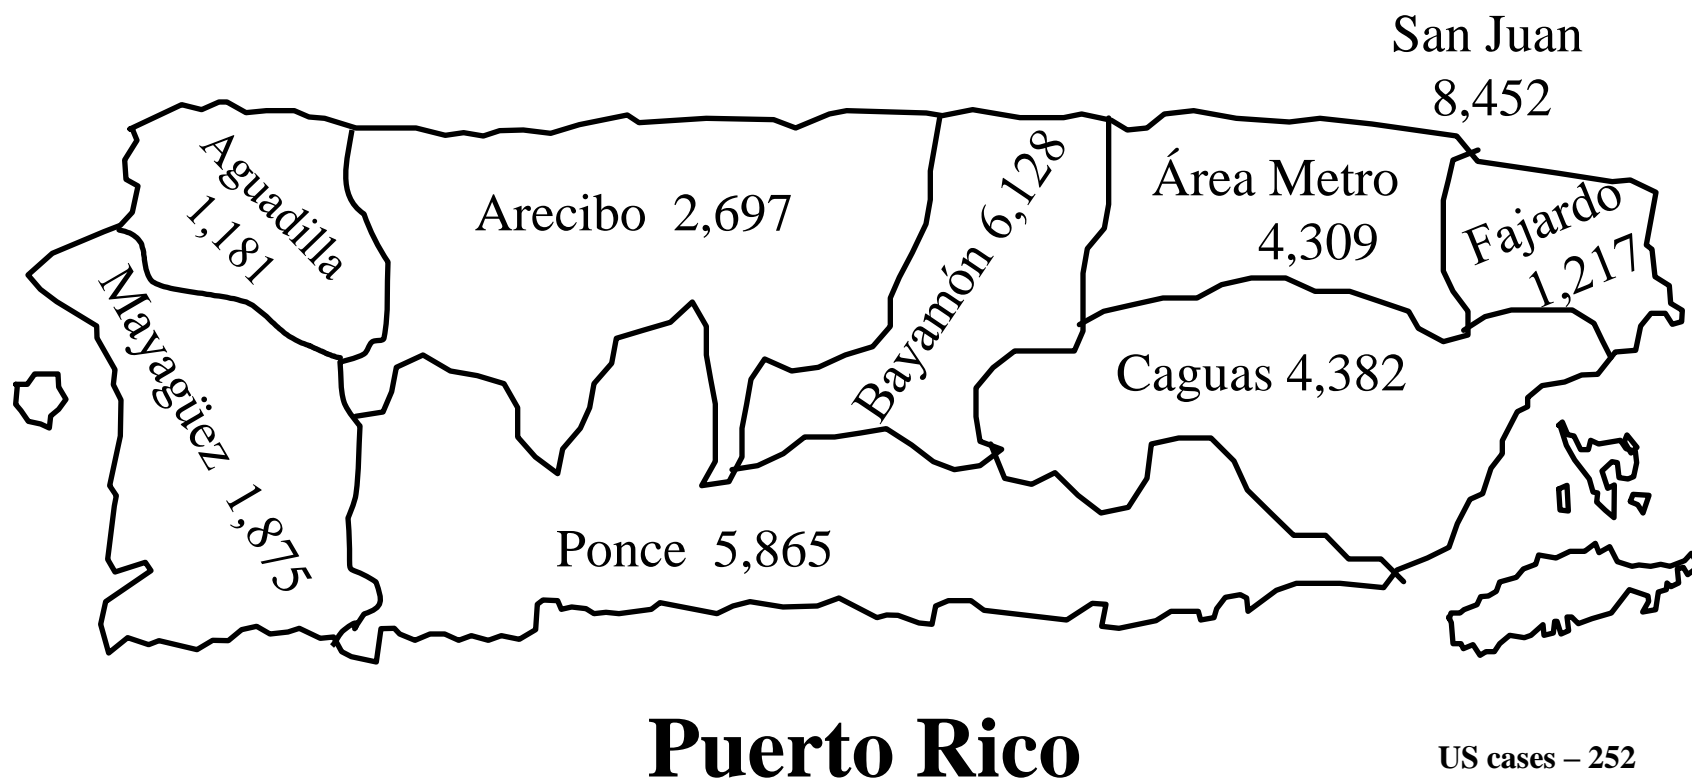 San Juan
8,452
Aguadilla
1,181
Arecibo 2,697
Bayamón 6,128
Área Metro
4,309
Fajardo
1,217
Mayagüez 1,875
Caguas 4,382
Ponce 5,865
Puerto Rico
US cases – 252